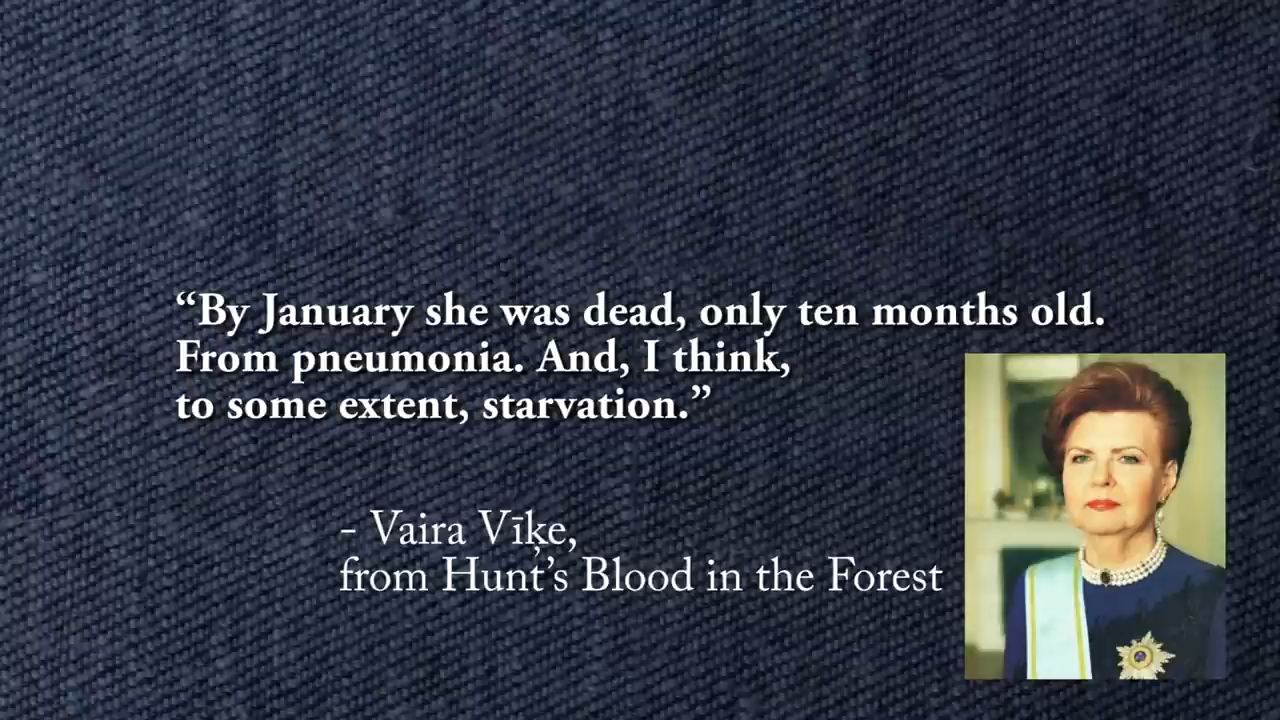 “By January she was dead, only ten months old.
From pneumonia. And, I think,
to some extent, starvation.”
– Vaira Vīķe,
from Hunt’s Blood in the Forest